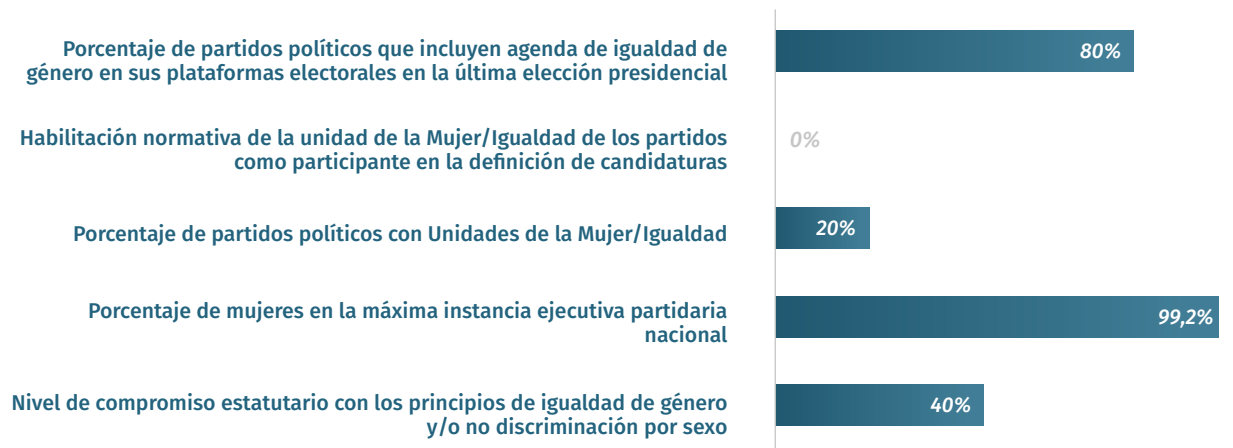 Porcentaje de partidos políticos que incluyen agenda de igualdad de
género en sus plataformas electorales en la última elección presidencial
80%
Habilitación normativa de la unidad de la Mujer/Igualdad de los partidos
como participante en la definición de candidaturas
0%
Porcentaje de partidos políticos con Unidades de la Mujer/Igualdad
20%
Porcentaje de mujeres en la máxima instancia ejecutiva partidaria
nacional
99,2%
Nivel de compromiso estatutario con los principios de igualdad de género
y/o no discriminación por sexo
40%